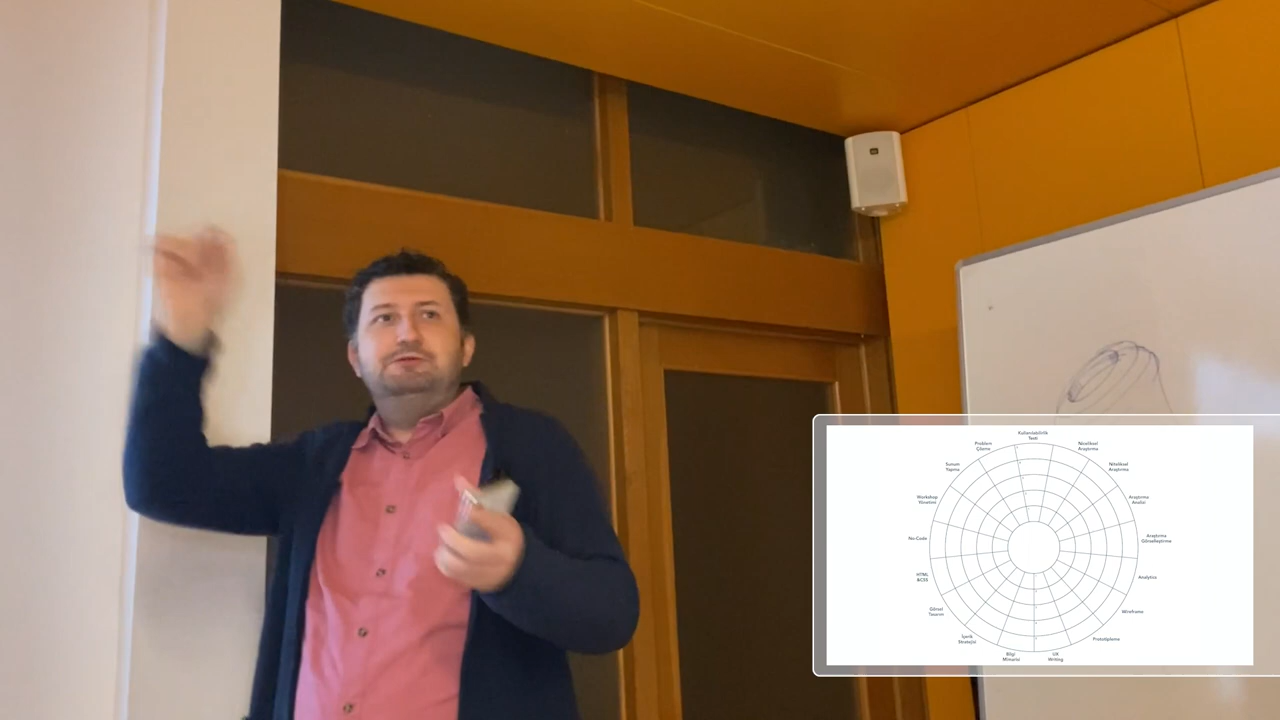 Kullanılabilirlik
Testi
Niceliksel
Araştırma
Niteliksel
Araştırma
Araştırma
Analizi
Araştırma
Görselleştirme
Analytics
Wireframe
Prototipleme
UX
Writing
Bilgi
Mimarisi
İçerik
Stratejisi
Görsel
Tasarım
HTML
&CSS
No-Code
Workshop
Yönetimi
Sunum
Yapma
Problem
Çözme